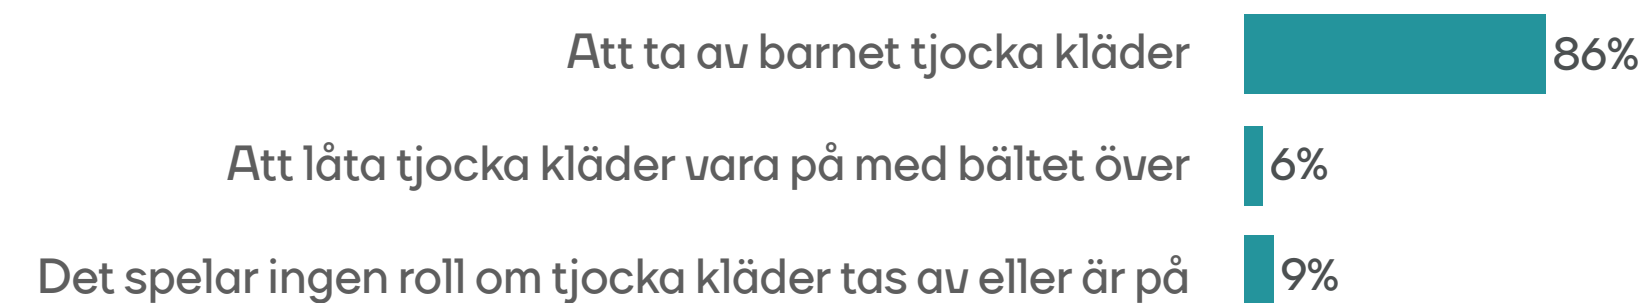 Att ta av barnet tjocka kläder 86%
Att låta tjocka kläder vara på med bältet över 6%
Det spelar ingen roll om tjocka kläder tas av eller är på 9%